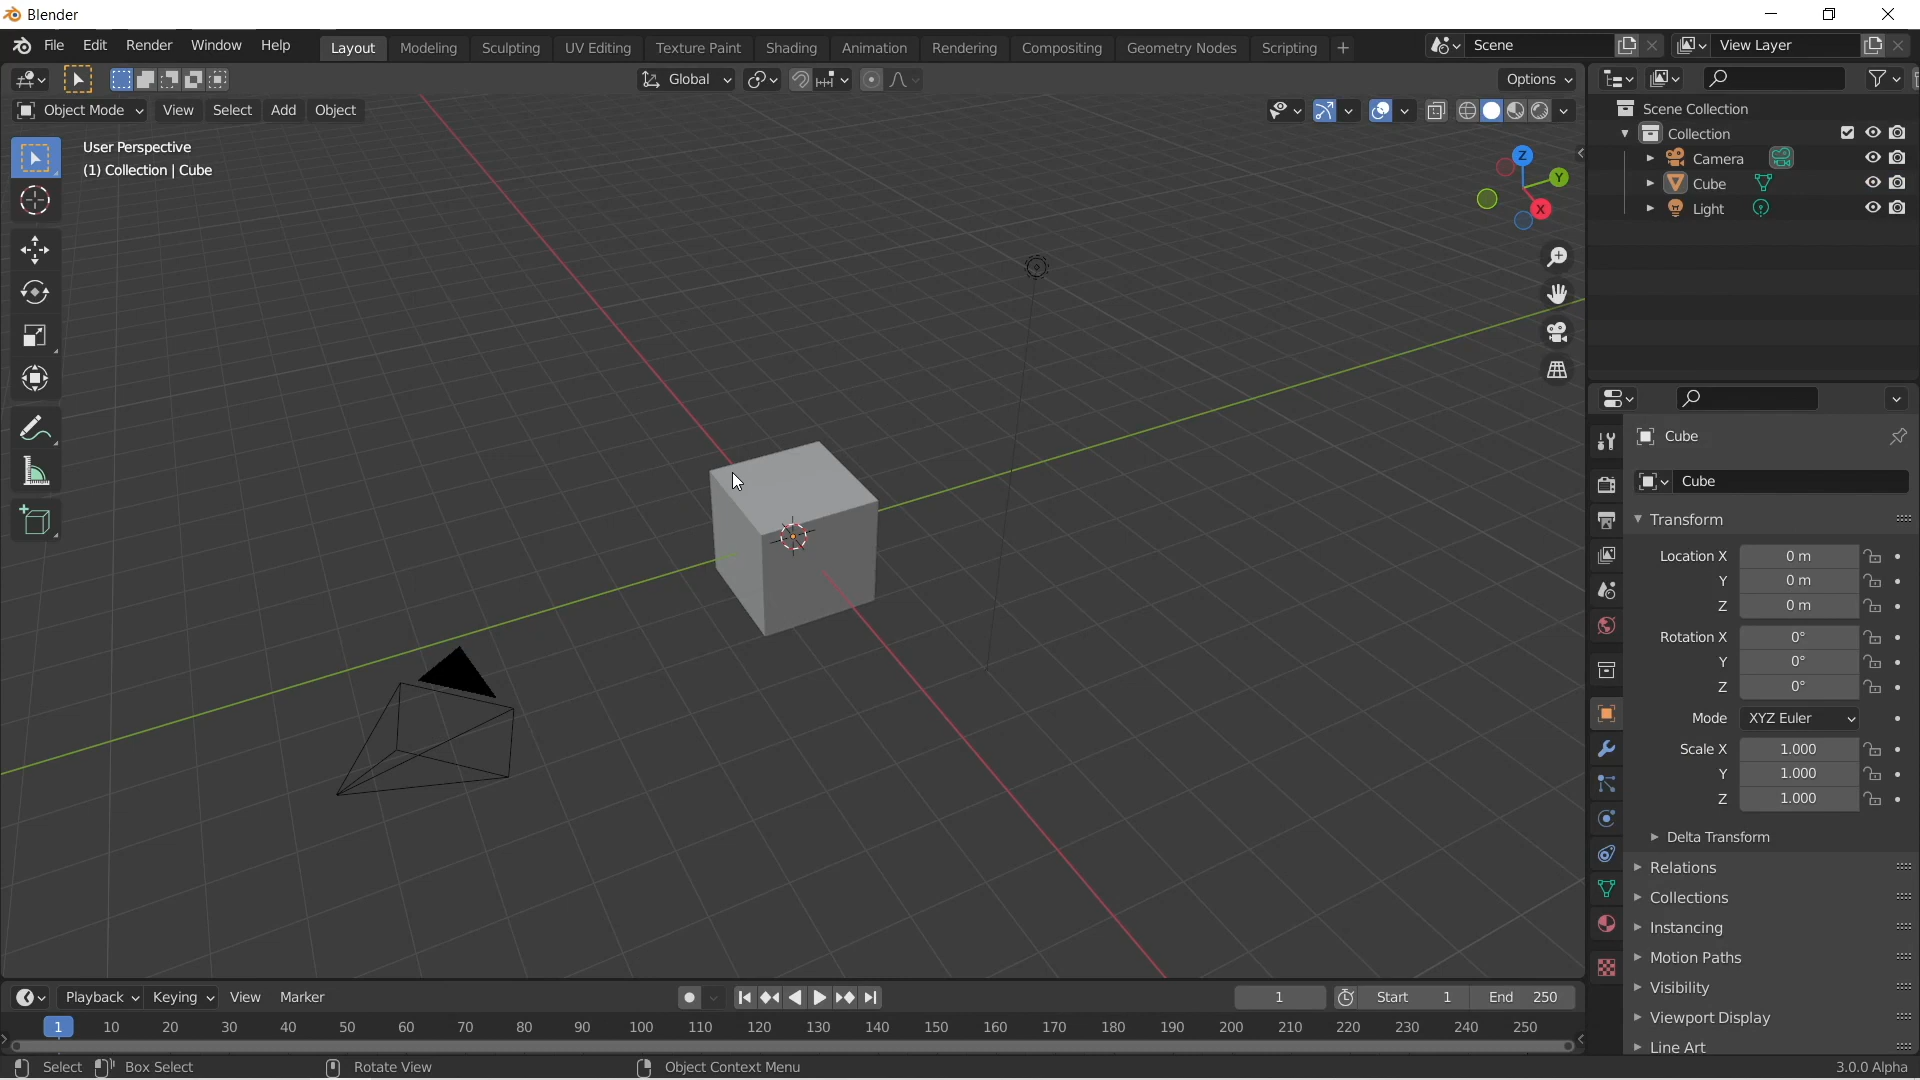 Blender
File Edit Render Window Help Layout Modeling Sculpting UV Editing Texture Paint Shading Animation Rendering Compositing Geometry Nodes Scripting + Scene View Layer
Global Options
Object Mode View Select Add Object
User Perspective
(1) Collection | Cube
Z
Y
X
Scene Collection
Collection
Camera
Cube
Light
Cube
Cube
Transform
Location X 0 m
Y 0 m
Z 0 m
Rotation X 0°
Y 0°
Z 0°
Mode XYZ Euler
Scale X 1.000
Y 1.000
Z 1.000
Delta Transform
Relations
Collections
Instancing
Motion Paths
Visibility
Viewport Display
Line Art
Playback Keying View Marker 1 Start 1 End 250
1 10 20 30 40 50 60 70 80 90 100 110 120 130 140 150 160 170 180 190 200 210 220 230 240 250
Select Box Select Rotate View Object Context Menu 3.0.0 Alpha